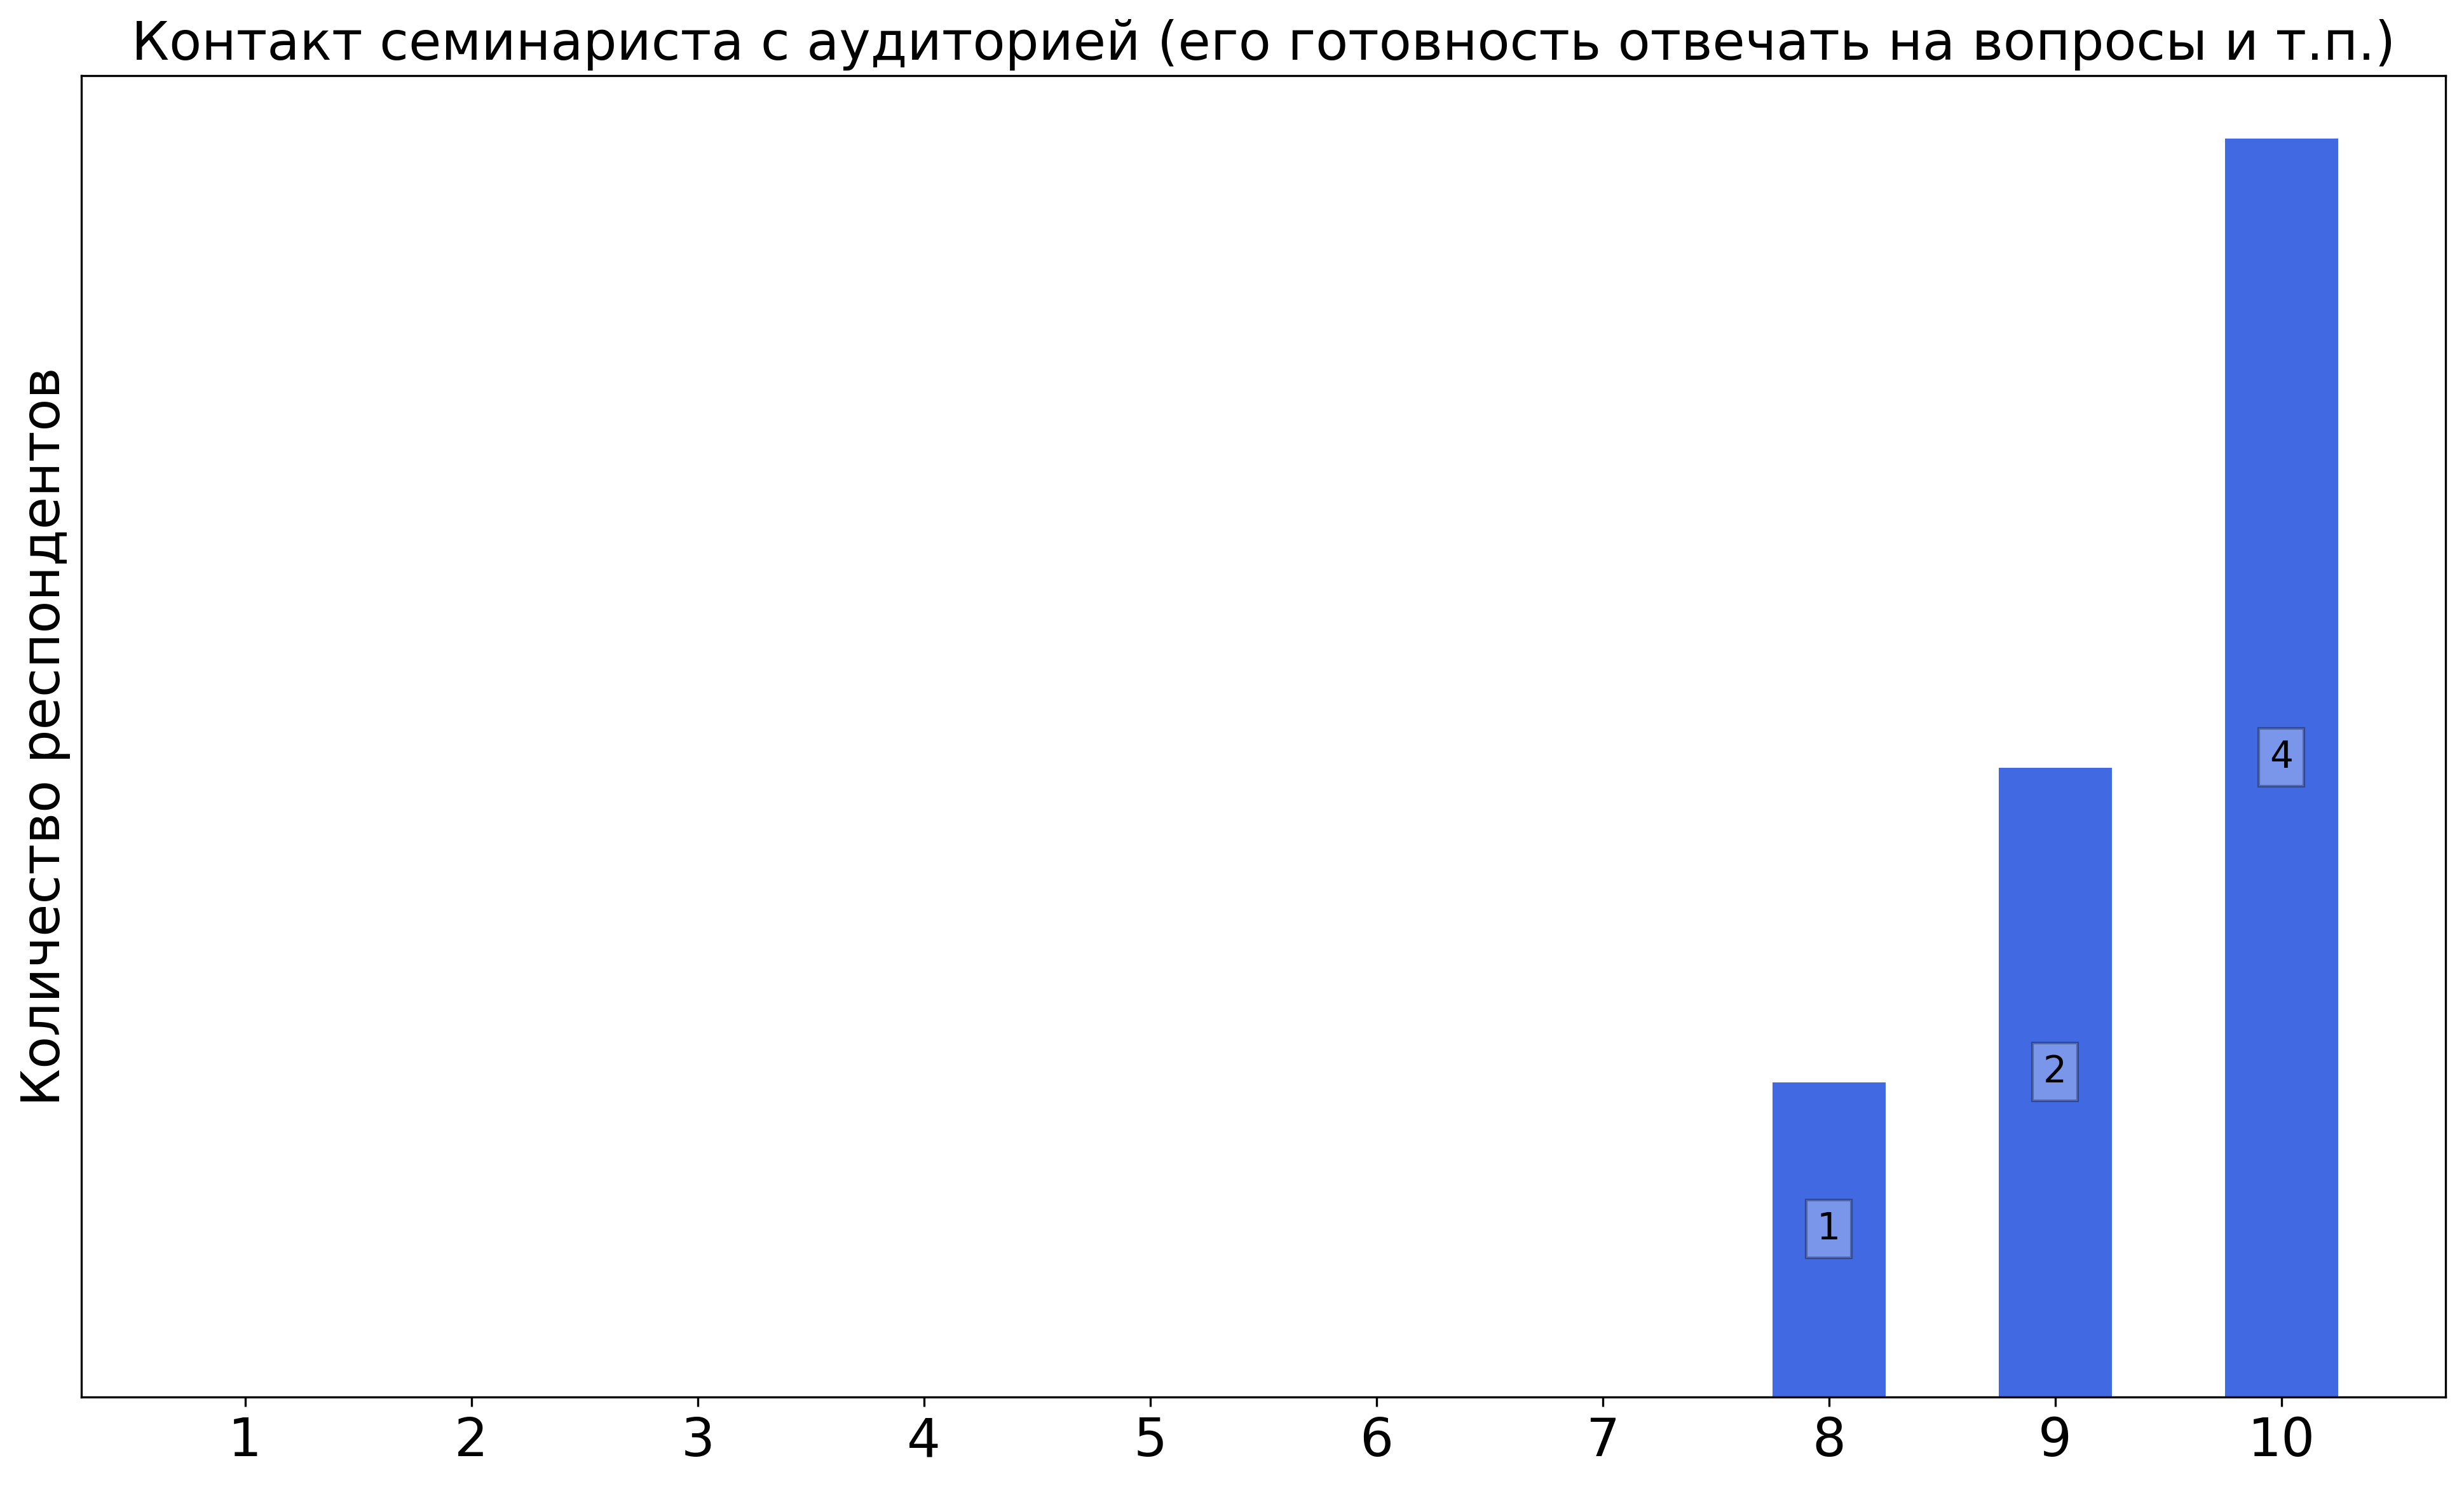 Контакт семинариста с аудиторией (его готовность отвечать на вопросы и т.п.)
Количество респондентов
4
2
1
1 2 3 4 5 6 7 8 9 10